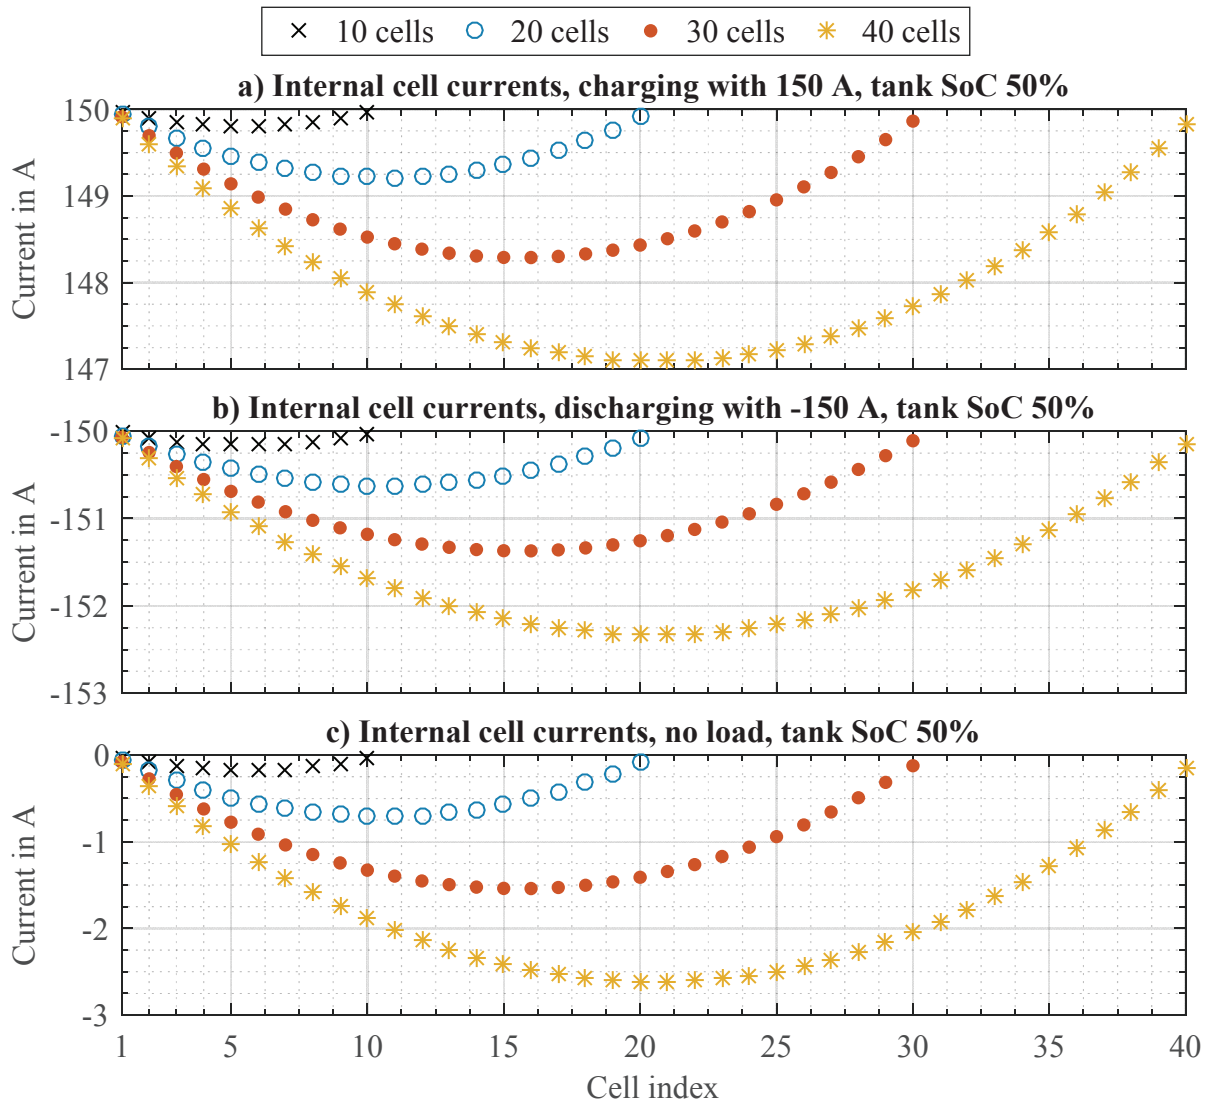 10 cells 20 cells 30 cells 40 cells
a) Internal cell currents, charging with 150 A, tank SoC 50%
150
149
148
147
Current in A
b) Internal cell currents, discharging with -150 A, tank SoC 50%
-150
-151
-152
-153
Current in A
c) Internal cell currents, no load, tank SoC 50%
0
-1
-2
-3
Current in A
1 5 10 15 20 25 30 35 40
Cell index